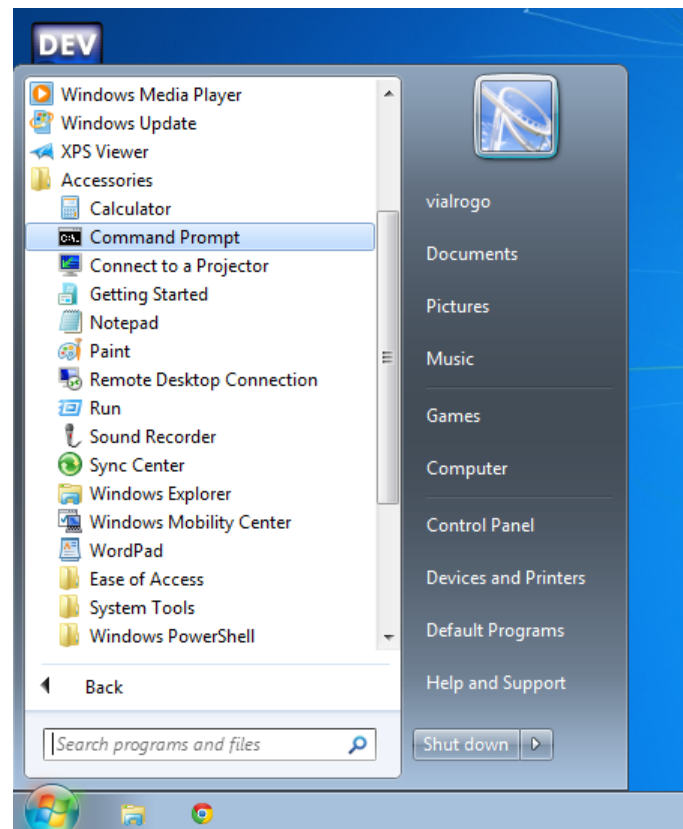 DEV
Windows Media Player
Windows Update
XPS Viewer
Accessories
Calculator
C:\.
Command Prompt
Connect to a Projector
Getting Started
Notepad
Paint
Remote Desktop Connection
Run
Sound Recorder
Sync Center
Windows Explorer
Windows Mobility Center
WordPad
Ease of Access
System Tools
Windows PowerShell
Back
Search programs and files
vialrogo
Documents
Pictures
Music
Games
Computer
Control Panel
Devices and Printers
Default Programs
Help and Support
Shut down